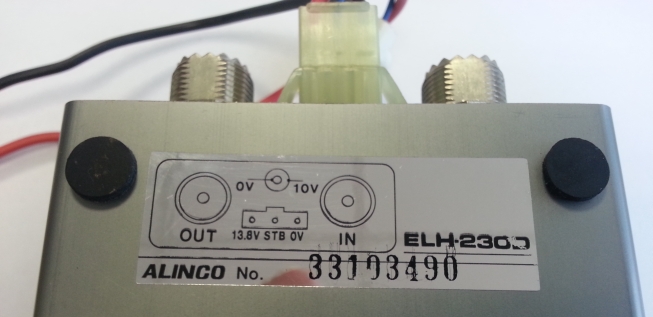 0V 10V
OUT 13.8V STB 0V IN
ELH-230D
ALINCO No. 33103490